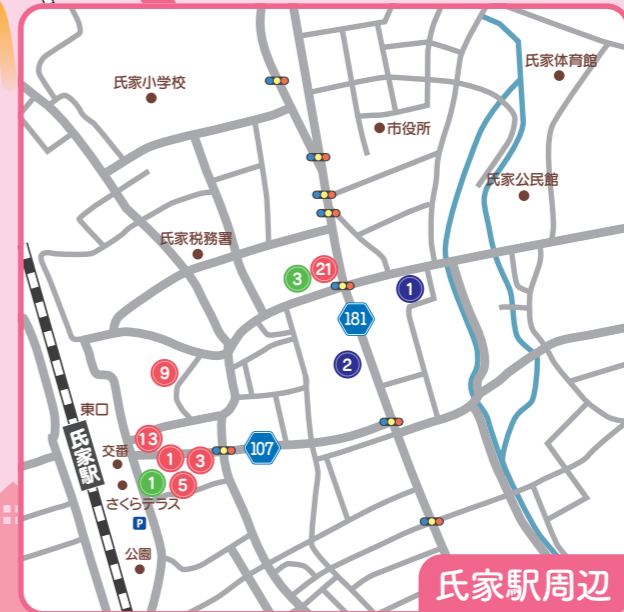 氏家小学校
氏家体育館
市役所
氏家公民館
氏家税務署
3
21
1
181
2
9
東口
13
氏家駅
交番
1
3
107
1
5
さくらテラス
P
公園
氏家駅周辺